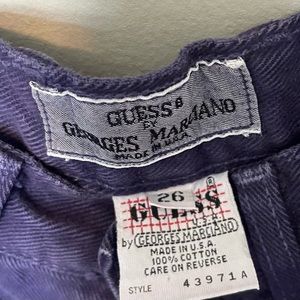 GUESS®
BY
GEORGES MARCIANO
MADE IN U.S.A.
26
GUESS®
U.S.A.
by GEORGES MARCIANO
MADE IN U.S.A.
100% COTTON
CARE ON REVERSE
STYLE 43971A